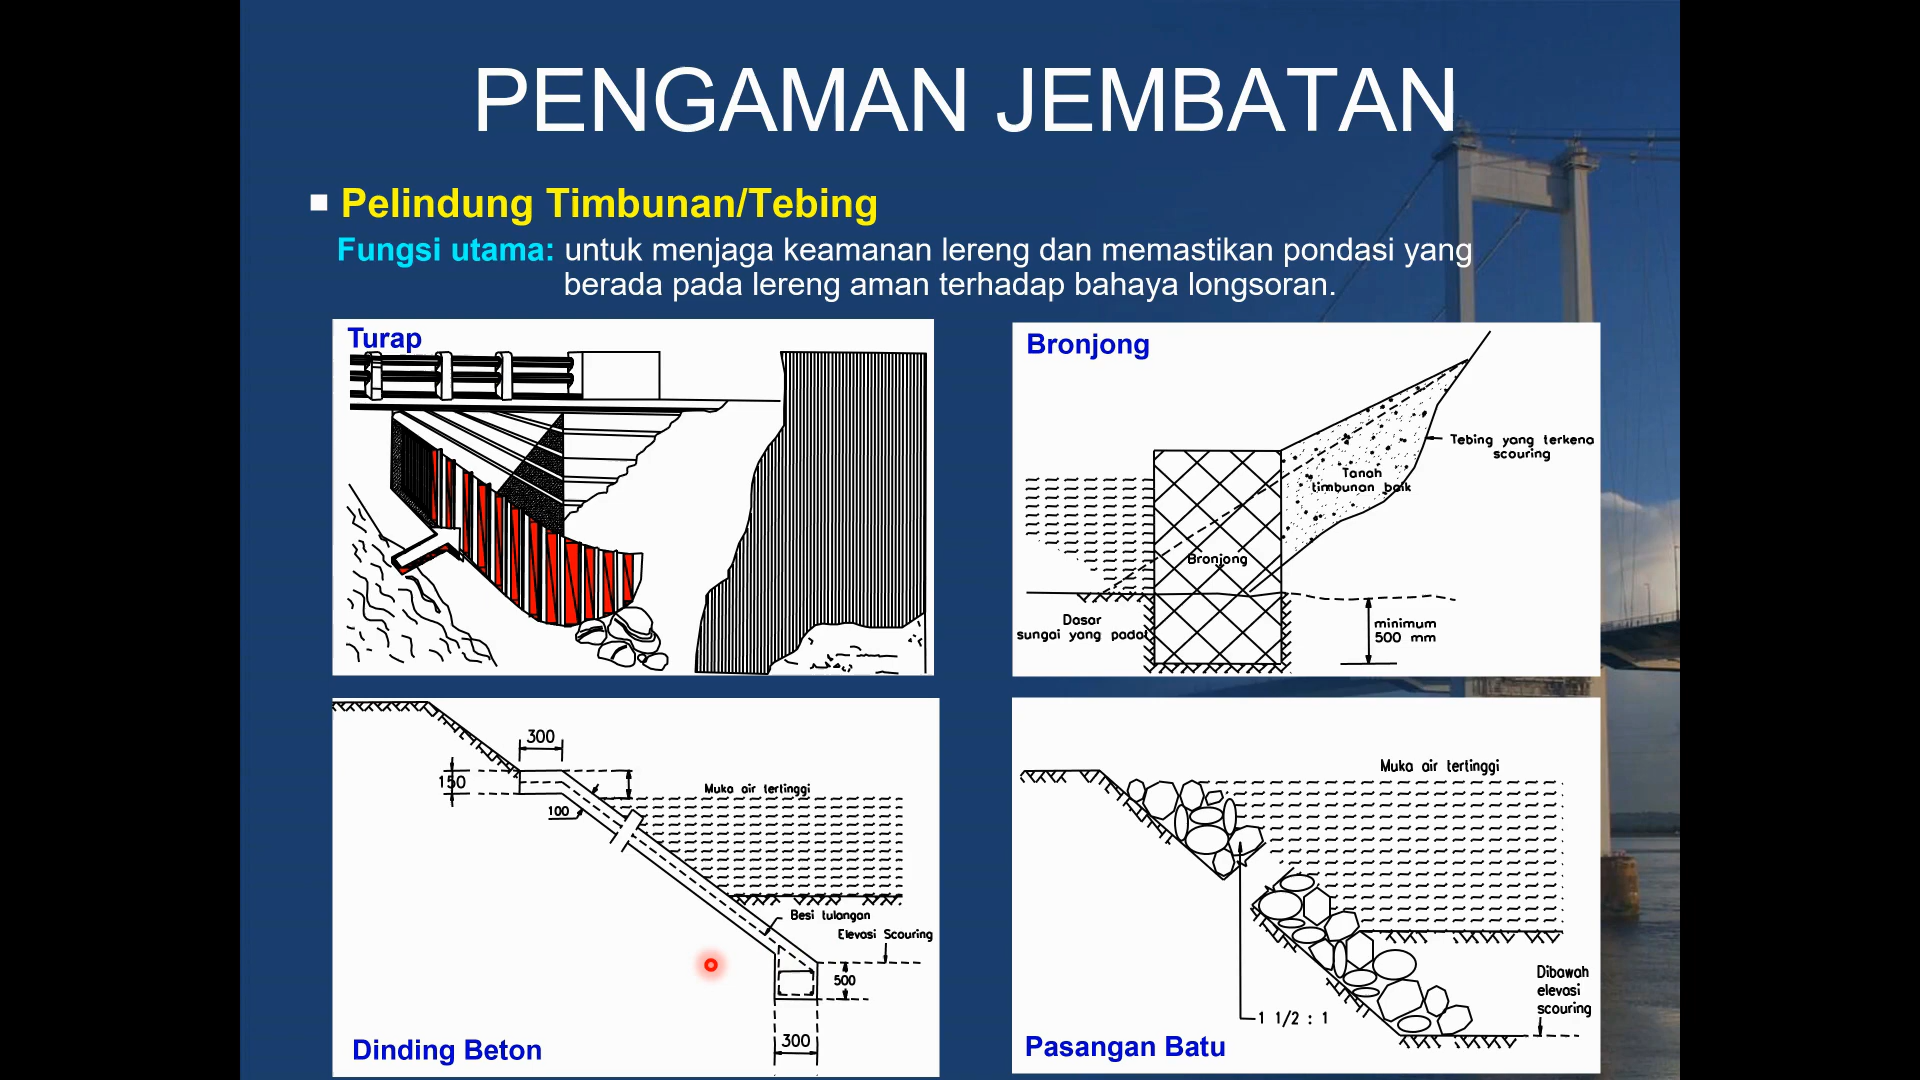 PENGAMAN JEMBATAN
Pelindung Timbunan/Tebing
Fungsi utama: untuk menjaga keamanan lereng dan memastikan pondasi yang
berada pada lereng aman terhadap bahaya longsoran.
Turap
Bronjong
Tebing yang terkena
scouring
Tanah
timbunan baik
Bronjong
Dasar
sungai yang padat
minimum
500 mm
300
150
100
Muka air tertinggi
Besi tulangan
Elevasi Scouring
500
300
Dinding Beton
Muka air tertinggi
Dibawah
elevasi
scouring
1 1/2 : 1
Pasangan Batu